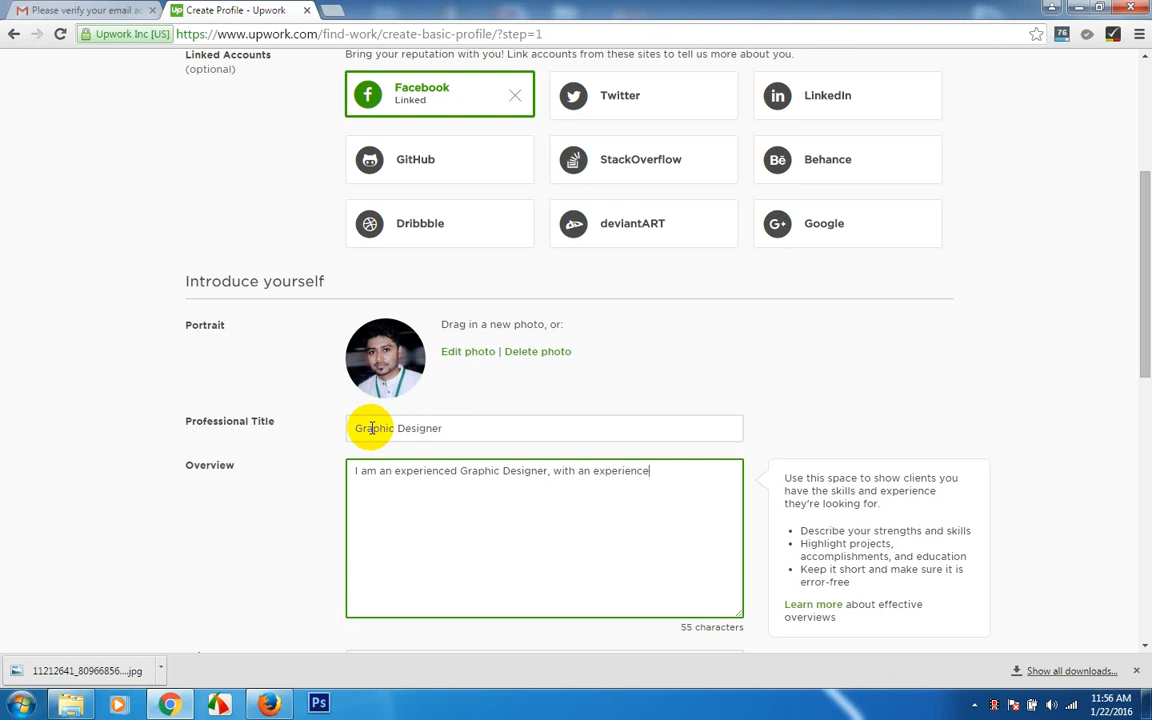 Please verify your email a
Create Profile - Upwork
Upwork Inc [US]
https://www.upwork.com/find-work/create-basic-profile/?step=1
76
Linked Accounts
(optional)
Bring your reputation with you! Link accounts from these sites to tell us more about you.
Facebook
Linked
Twitter
LinkedIn
GitHub
StackOverflow
Behance
Dribbble
deviantART
Google
Introduce yourself
Portrait
Drag in a new photo, or:
Edit photo | Delete photo
Professional Title
Graphic Designer
Overview
I am an experienced Graphic Designer, with an experience
Use this space to show clients you
have the skills and experience
they're looking for.
• Describe your strengths and skills
• Highlight projects,
accomplishments, and education
• Keep it short and make sure it is
error-free
Learn more about effective
overviews
55 characters
11212641_80966856....jpg
Show all downloads...
Ps
11:56 AM
1/22/2016